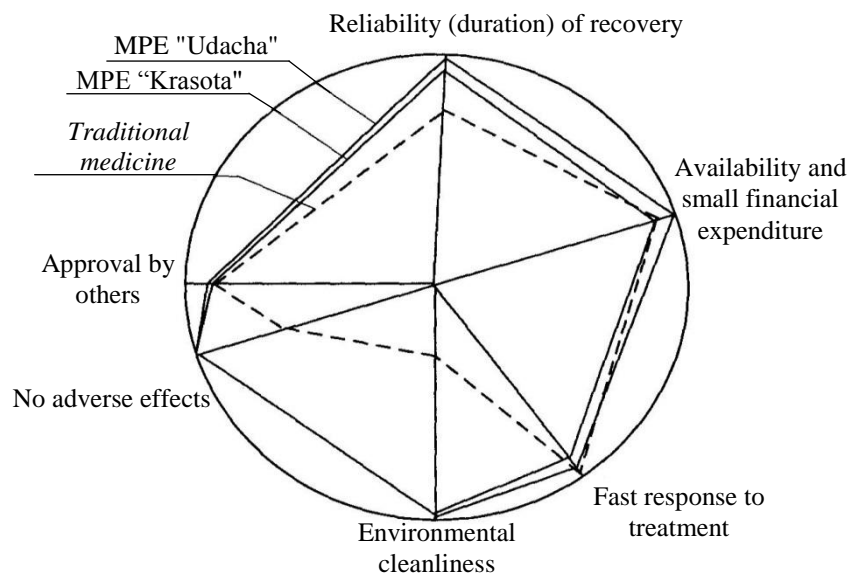 Reliability (duration) of recovery
MPE "Udacha"
MPE “Krasota"
Traditional
medicine
Availability and
small financial
expenditure
Approval by
others
No adverse effects
Fast response to
treatment
Environmental
cleanliness